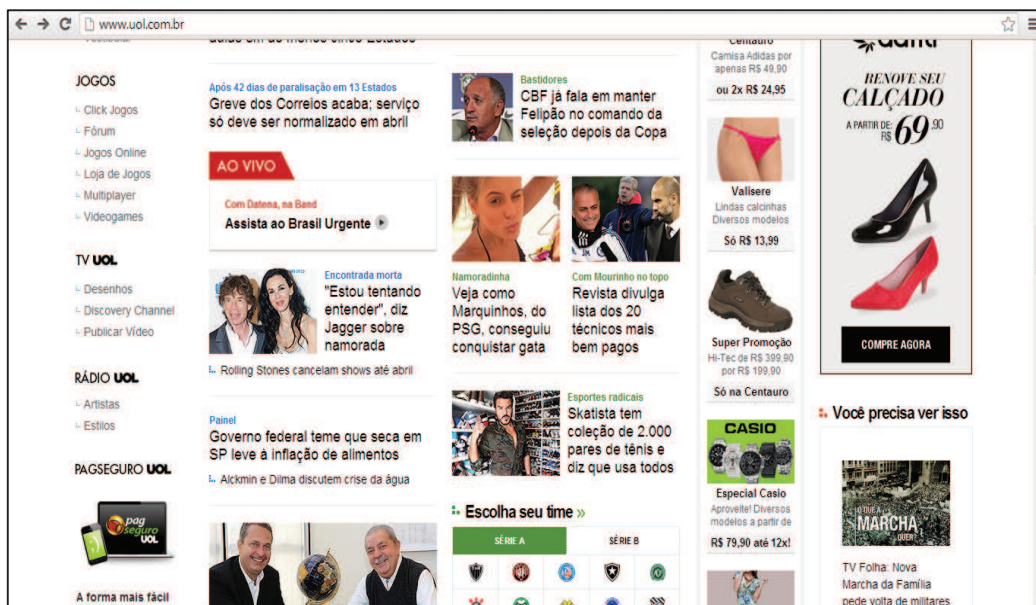 www.uol.com.br
JOGOS
Click Jogos
Fórum
Jogos Online
Loja de Jogos
Multiplayer
Videogames
TV UOL
Desenhos
Discovery Channel
Publicar Vídeo
RÁDIO UOL
Artistas
Estilos
PAGSEGURO UOL
pag
seguro
UOL
A forma mais fácil
Após 42 dias de paralisação em 13 Estados
Greve dos Correios acaba; serviço
só deve ser normalizado em abril
AO VIVO
Com Datena, na Band
Assista ao Brasil Urgente
Encontrada morta
"Estou tentando
entender", diz
Jagger sobre
namorada
Rolling Stones cancelam shows até abril
Painel
Governo federal teme que seca em
SP leve à inflação de alimentos
Alckmin e Dilma discutem crise da água
Bastidores
CBF já fala em manter
Felipão no comando da
seleção depois da Copa
Namoradinha
Veja como
Marquinhos, do
PSG, conseguiu
conquistar gata
Com Mourinho no topo
Revista divulga
lista dos 20
técnicos mais
bem pagos
Esportes radicais
Skatista tem
coleção de 2.000
pares de tênis e
diz que usa todos
Escolha seu time »
SÉRIE A
SÉRIE B
Centauro
Camisa Adidas por
apenas R$ 49,90
ou 2x R$ 24,95
Valisere
Lindas calcinhas
Diversos modelos
Só R$ 13,99
Super Promoção
Hi-Tec de R$ 399,90
por R$ 199,90
Só na Centauro
CASIO
Especial Casio
Aproveite! Diversos
modelos a partir de
R$ 79,90 até 12x!
RENOVE SEU
CALÇADO
A PARTIR DE:
R$ 69,90
COMPRE AGORA
Você precisa ver isso
O QUE A
MARCHA
QUER?
TV Folha: Nova
Marcha da Família
pede volta de militares